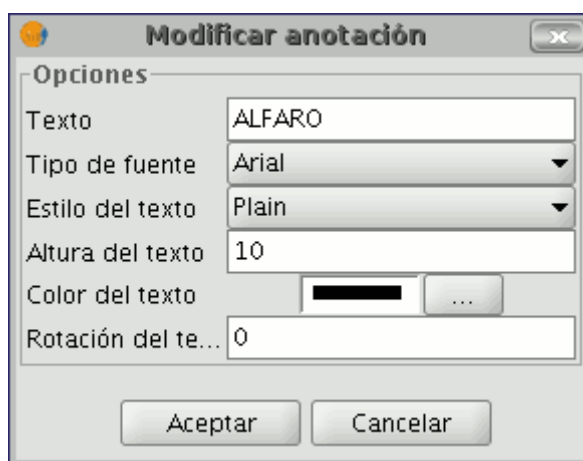 Modificar anotación
Opciones
Texto ALFARO
Tipo de fuente Arial
Estilo del texto Plain
Altura del texto 10
Color del texto ...
Rotación del te... 0
Aceptar Cancelar